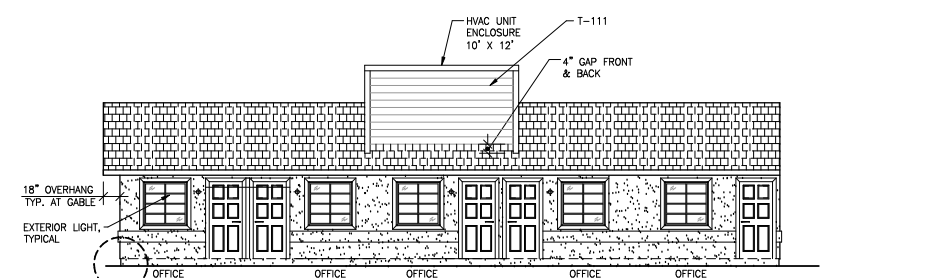 HVAC UNIT
ENCLOSURE
10' X 12'
T-111
4" GAP FRONT
& BACK
18" OVERHANG
TYP. AT GABLE
EXTERIOR LIGHT,
TYPICAL
OFFICE OFFICE OFFICE OFFICE OFFICE